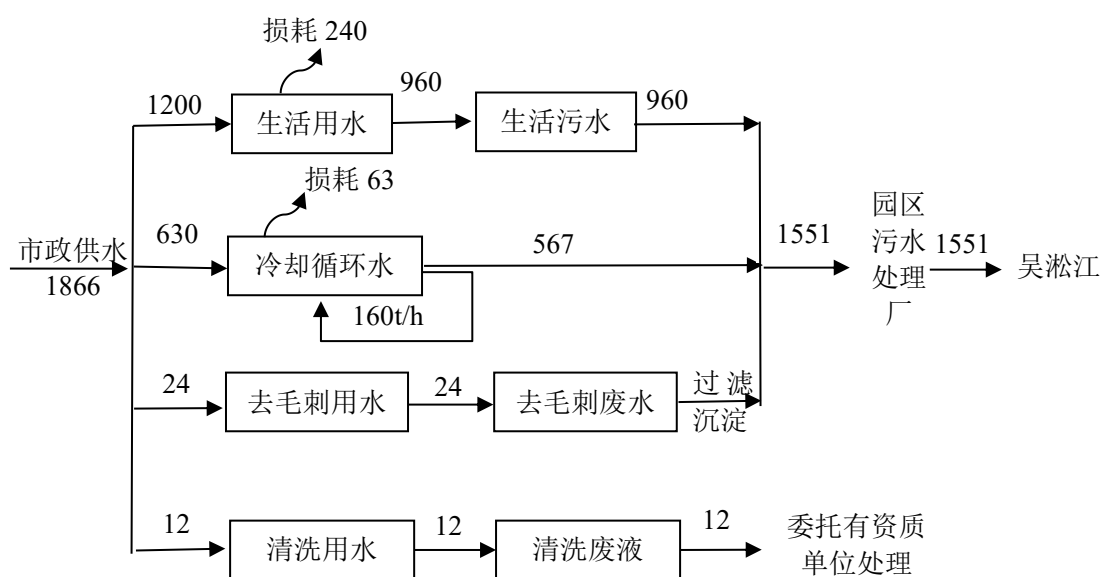 损耗 240
1200
生活用水
960
生活污水
960
损耗 63
市政供水
1866
630
冷却循环水
160t/h
567
1551
园区
污水
处理
厂
1551
吴淞江
24
去毛刺用水
24
去毛刺废水
过 滤
沉淀
12
清洗用水
12
清洗废液
12
委托有资质
单位处理